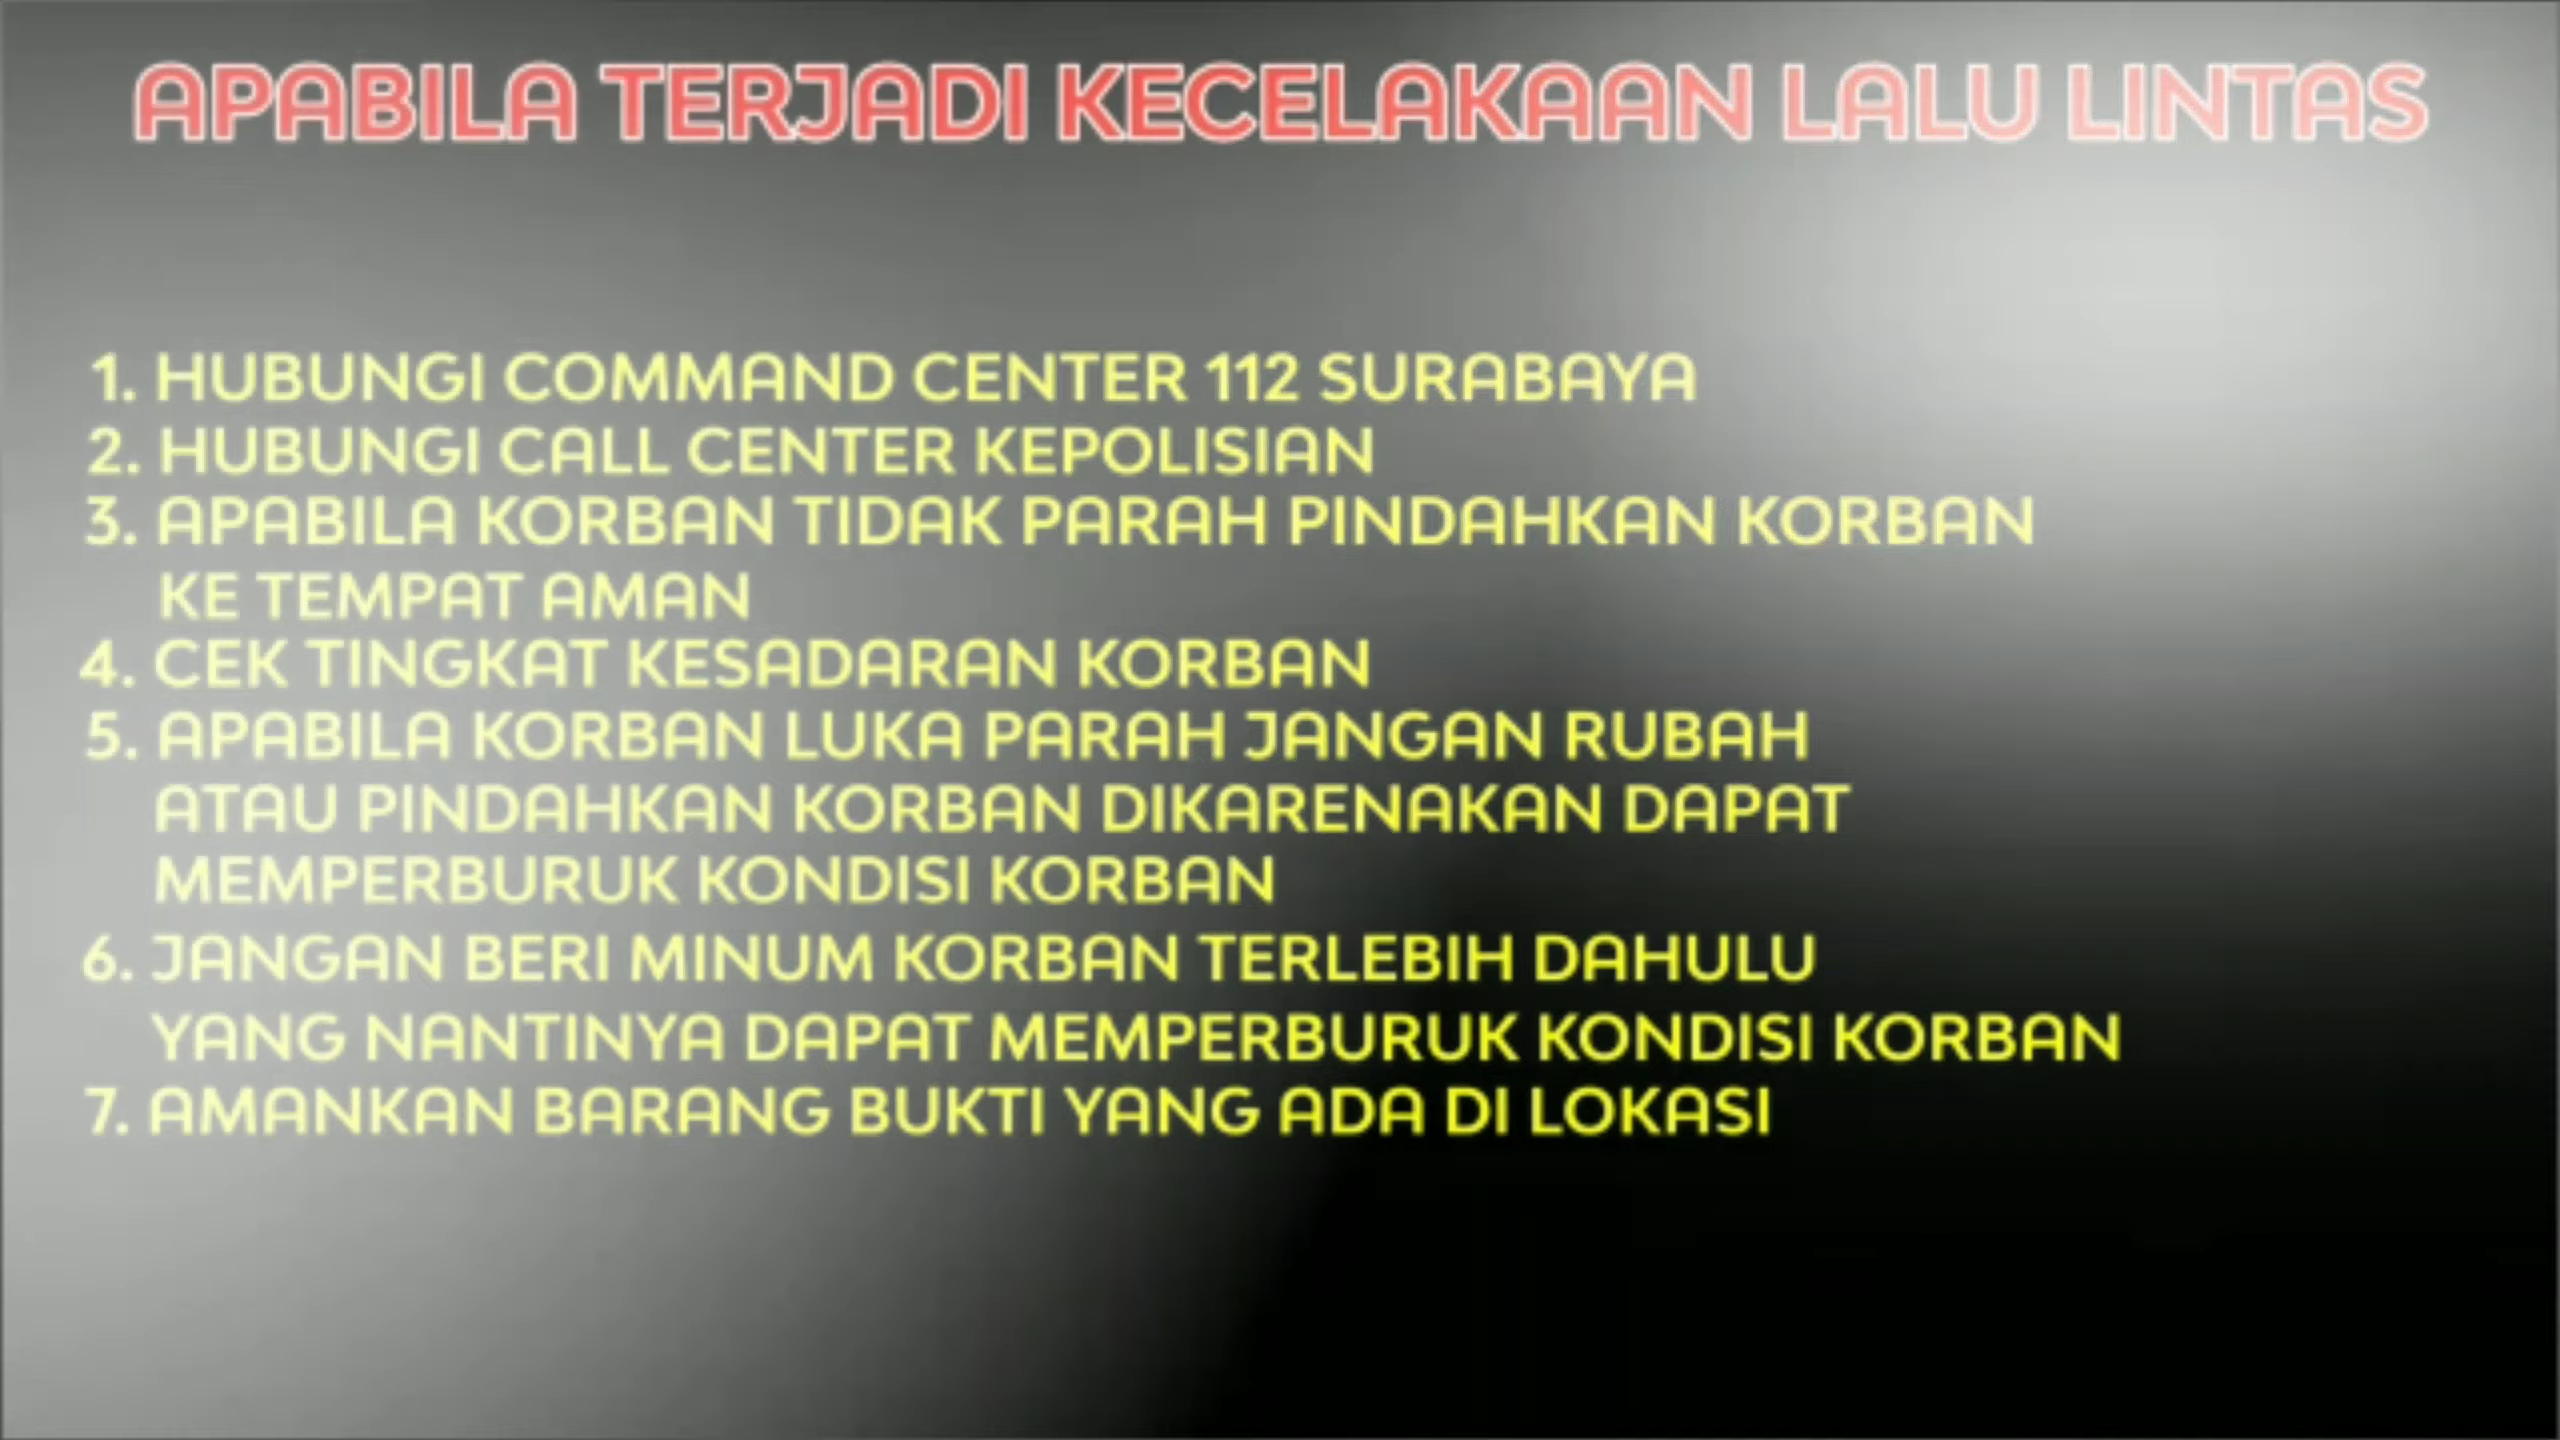 APABILA TERJADI KECELAKAAN LALU LINTAS
1. HUBUNGI COMMAND CENTER 112 SURABAYA
2. HUBUNGI CALL CENTER KEPOLISIAN
3. APABILA KORBAN TIDAK PARAH PINDAHKAN KORBAN
KE TEMPAT AMAN
4. CEK TINGKAT KESADARAN KORBAN
5. APABILA KORBAN LUKA PARAH JANGAN RUBAH
ATAU PINDAHKAN KORBAN DIKARENAKAN DAPAT
MEMPERBURUK KONDISI KORBAN
6. JANGAN BERI MINUM KORBAN TERLEBIH DAHULU
YANG NANTINYA DAPAT MEMPERBURUK KONDISI KORBAN
7. AMANKAN BARANG BUKTI YANG ADA DI LOKASI